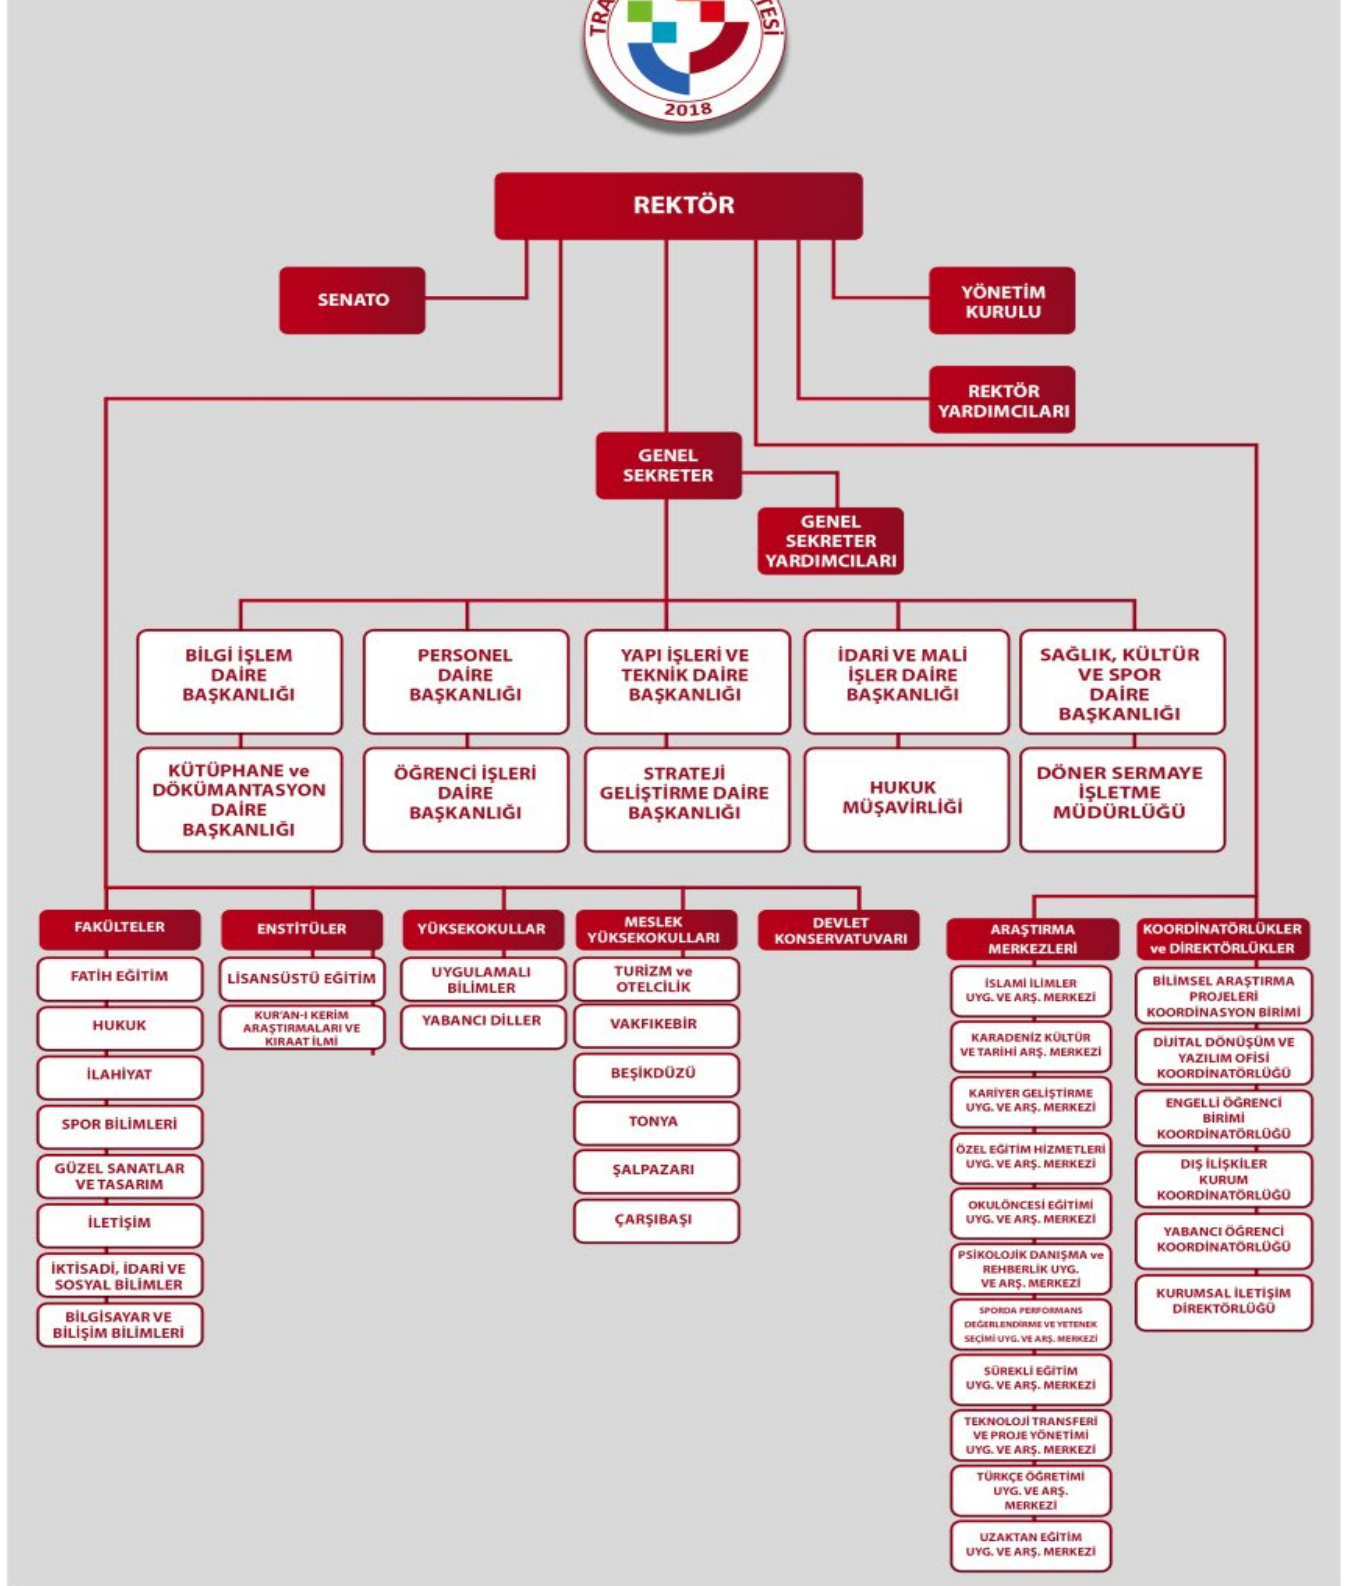 2018
REKTÖR
SENATO
YÖNETİM
KURULU
REKTÖR
YARDIMCILARI
GENEL
SEKRETER
GENEL
SEKRETER
YARDIMCILARI
BİLGİ İŞLEM
DAİRE
BAŞKANLIĞI
PERSONEL
DAİRE
BAŞKANLIĞI
YAPI İŞLERİ VE
TEKNİK DAİRE
BAŞKANLIĞI
İDARİ VE MALİ
İŞLER DAİRE
BAŞKANLIĞI
SAĞLIK, KÜLTÜR
VE SPOR
DAİRE
BAŞKANLIĞI
KÜTÜPHANE ve
DÖKÜMANTASYON
DAİRE
BAŞKANLIĞI
ÖĞRENCİ İŞLERİ
DAİRE
BAŞKANLIĞI
STRATEJİ
GELİŞTİRME DAİRE
BAŞKANLIĞI
HUKUK
MÜŞAVİRLİĞİ
DÖNER SERMAYE
İŞLETME
MÜDÜRLÜĞÜ
FAKÜLTELER
FATİH EĞİTİM
HUKUK
İLAHİYAT
SPOR BİLİMLERİ
GÜZEL SANATLAR
VE TASARIM
İLETİŞİM
İKTİSADİ, İDARİ VE
SOSYAL BİLİMLER
BİLGİSAYAR VE
BİLİŞİM BİLİMLERİ
ENSTİTÜLER
LİSANSÜSTÜ EĞİTİM
KUR'AN-I KERİM
ARAŞTIRMALARI VE
KIRAAT İLMİ
YÜKSEKOKULLAR
UYGULAMALI
BİLİMLER
YABANCI DİLLER
MESLEK
YÜKSEKOKULLARI
TURİZM ve
OTELCİLİK
VAKFIKEBİR
BEŞİKDÜZÜ
TONYA
ŞALPAZARI
ÇARŞIBAŞI
DEVLET
KONSERVATUVARI
ARAŞTIRMA
MERKEZLERİ
İSLAMİ İLİMLER
UYG. VE ARŞ. MERKEZİ
KARADENİZ KÜLTÜR
VE TARİHİ ARŞ. MERKEZİ
KARİYER GELİŞTİRME
UYG. VE ARŞ. MERKEZİ
ÖZEL EĞİTİM HİZMETLERİ
UYG. VE ARŞ. MERKEZİ
OKULÖNCESİ EĞİTİMİ
UYG. VE ARŞ. MERKEZİ
PSİKOLOJİK DANIŞMA ve
REHBERLİK UYG.
VE ARŞ. MERKEZİ
SPORDA PERFORMANS
DEĞERLENDİRME VE YETENEK
SEÇİMİ UYG. VE ARŞ. MERKEZİ
SÜREKLİ EĞİTİM
UYG. VE ARŞ. MERKEZİ
TEKNOLOJİ TRANSFERİ
VE PROJE YÖNETİMİ
UYG. VE ARŞ. MERKEZİ
TÜRKÇE ÖĞRETİMİ
UYG. VE ARŞ.
MERKEZİ
UZAKTAN EĞİTİM
UYG. VE ARŞ. MERKEZİ
KOORDİNATÖRLÜKLER
ve DİREKTÖRLÜKLER
BİLİMSEL ARAŞTIRMA
PROJELERİ
KOORDİNASYON BİRİMİ
DİJİTAL DÖNÜŞÜM VE
YAZILIM OFİSİ
KOORDİNATÖRLÜĞÜ
ENGELLİ ÖĞRENCİ
BİRİMİ
KOORDİNATÖRLÜĞÜ
DIŞ İLİŞKİLER
KURUM
KOORDİNATÖRLÜĞÜ
YABANCI ÖĞRENCİ
KOORDİNATÖRLÜĞÜ
KURUMSAL İLETİŞİM
DİREKTÖRLÜĞÜ